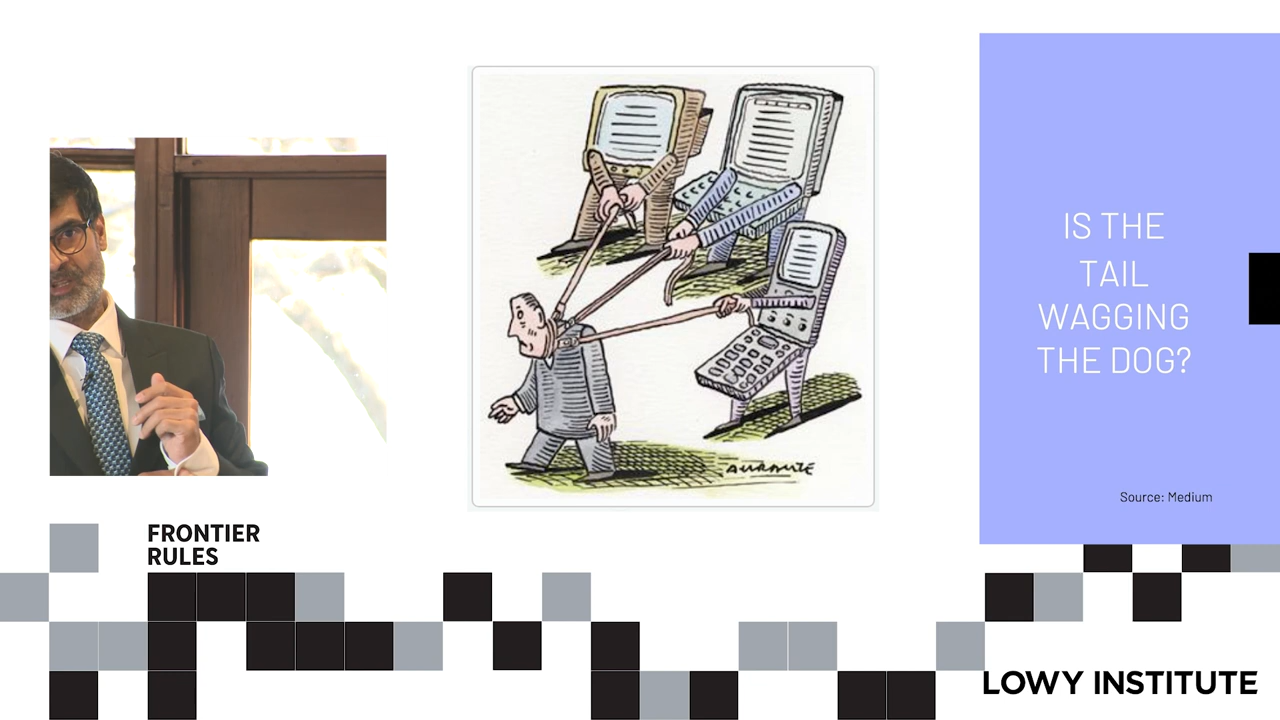 IS THE
TAIL
WAGGING
THE DOG?
Source: Medium
FRONTIER
RULES
LOWY INSTITUTE